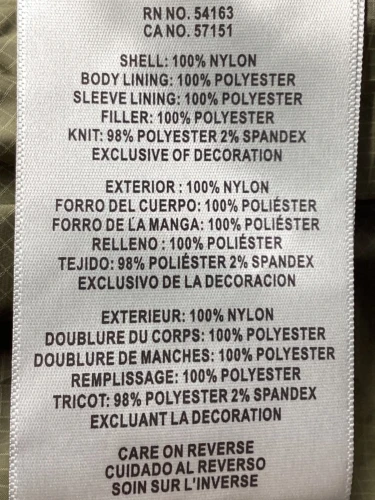 RN NO. 54163
CA NO. 57151
SHELL: 100% NYLON
BODY LINING: 100% POLYESTER
SLEEVE LINING: 100% POLYESTER
FILLER: 100% POLYESTER
KNIT: 98% POLYESTER 2% SPANDEX
EXCLUSIVE OF DECORATION
EXTERIOR : 100% NYLON
FORRO DEL CUERPO: 100% POLIÉSTER
FORRO DE LA MANGA: 100% POLIÉSTER
RELLENO : 100% POLIÉSTER
TEJIDO: 98% POLIÉSTER 2% SPANDEX
EXCLUSIVO DE LA DECORACION
EXTERIEUR: 100% NYLON
DOUBLURE DU CORPS: 100% POLYESTER
DOUBLURE DE MANCHES: 100% POLYESTER
REMPLISSAGE: 100% POLYESTER
TRICOT: 98% POLYESTER 2% SPANDEX
EXCLUANT LA DECORATION
CARE ON REVERSE
CUIDADO AL REVERSO
SOIN SUR L'INVERSE